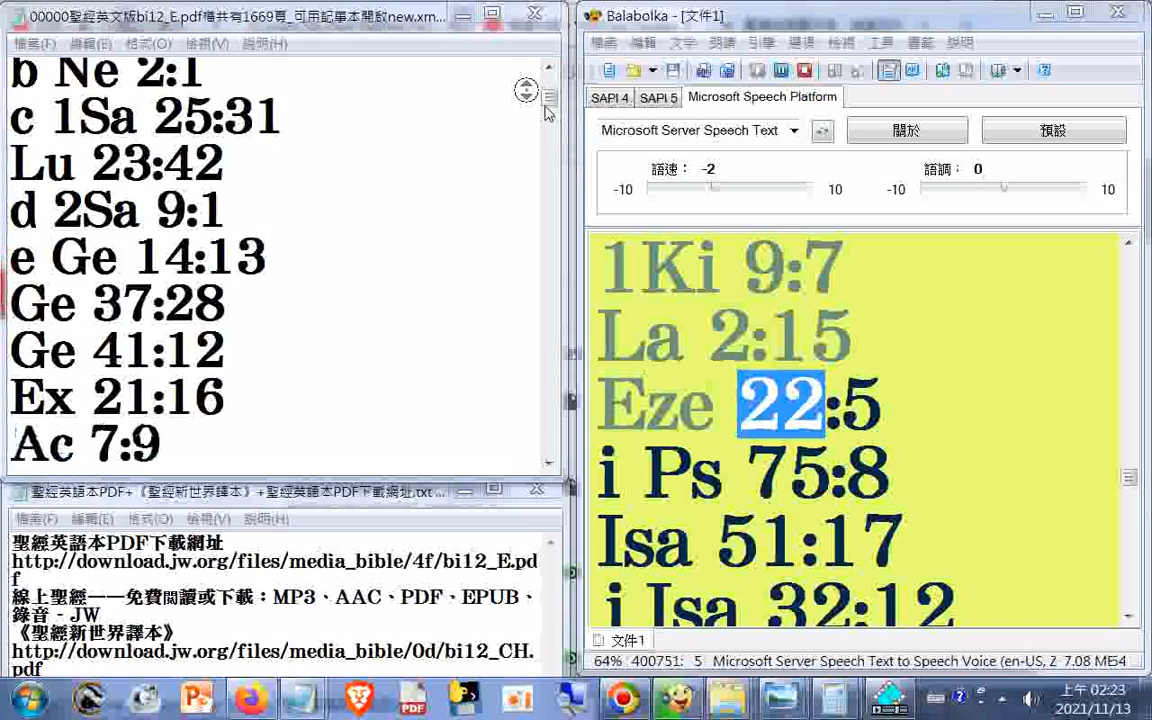 00000聖經英文版bi12_E.pdf檔共有1669頁_可用記事本開啟new.xm...
檔案(F) 編輯(E) 格式(O) 檢視(V) 說明(H)
b Ne 2:1
c 1Sa 25:31
Lu 23:42
d 2Sa 9:1
e Ge 14:13
Ge 37:28
Ge 41:12
Ex 21:16
Ac 7:9
聖經英語本PDF+《聖經新世界譯本》+聖經英語本PDF下載網址.txt ...
檔案(F) 編輯(E) 格式(O) 檢視(V) 說明(H)
聖經英語本PDF下載網址
http://download.jw.org/files/media_bible/4f/bi12_E.pd
f
線上聖經——免費閱讀或下載：MP3、AAC、PDF、EPUB、
錄音 - JW
《聖經新世界譯本》
http://download.jw.org/files/media_bible/0d/bi12_CH.
pdf
Balabolka - [文件1]
檔案 編輯 文字 朗讀 引擎 選項 檢視 工具 書籤 說明
SAPI 4 SAPI 5 Microsoft Speech Platform
Microsoft Server Speech Text 關於 預設
語速： -2 語調： 0
-10 10 -10 10
1Ki 9:7
La 2:15
Eze 22:5
i Ps 75:8
Isa 51:17
j Isa 32:12
文件1
64% 400751: 5 Microsoft Server Speech Text to Speech Voice (en-US, Z 7.08 ME54
上午 02:23
2021/11/13